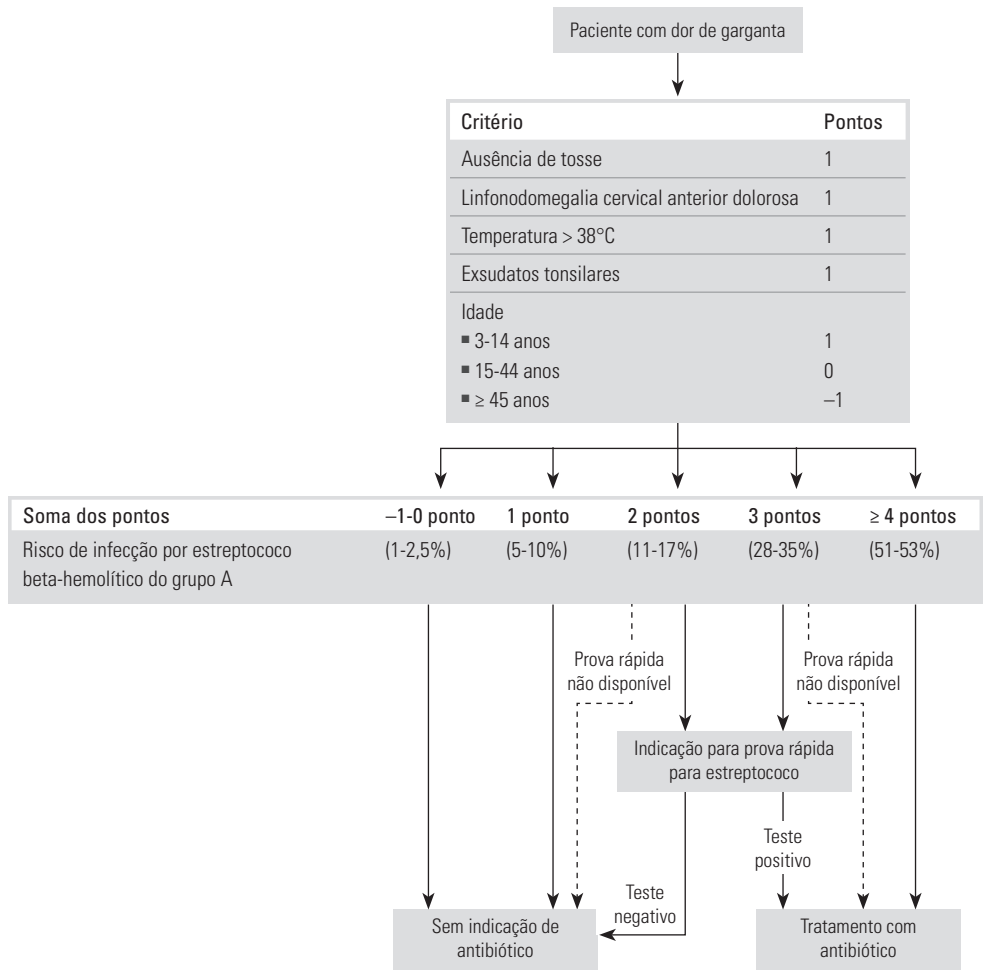 Paciente com dor de garganta
Critério Pontos
Ausência de tosse 1
Linfonodomegalia cervical anterior dolorosa 1
Temperatura > 38°C 1
Exsudatos tonsilares 1
Idade
▪ 3-14 anos 1
▪ 15-44 anos 0
▪ ≥ 45 anos –1
Soma dos pontos –1-0 ponto 1 ponto 2 pontos 3 pontos ≥ 4 pontos
Risco de infecção por estreptococo (1-2,5%) (5-10%) (11-17%) (28-35%) (51-53%)
beta-hemolítico do grupo A
Prova rápida
não disponível
Prova rápida
não disponível
Indicação para prova rápida
para estreptococo
Teste
positivo
Teste
negativo
Sem indicação de
antibiótico
Tratamento com
antibiótico